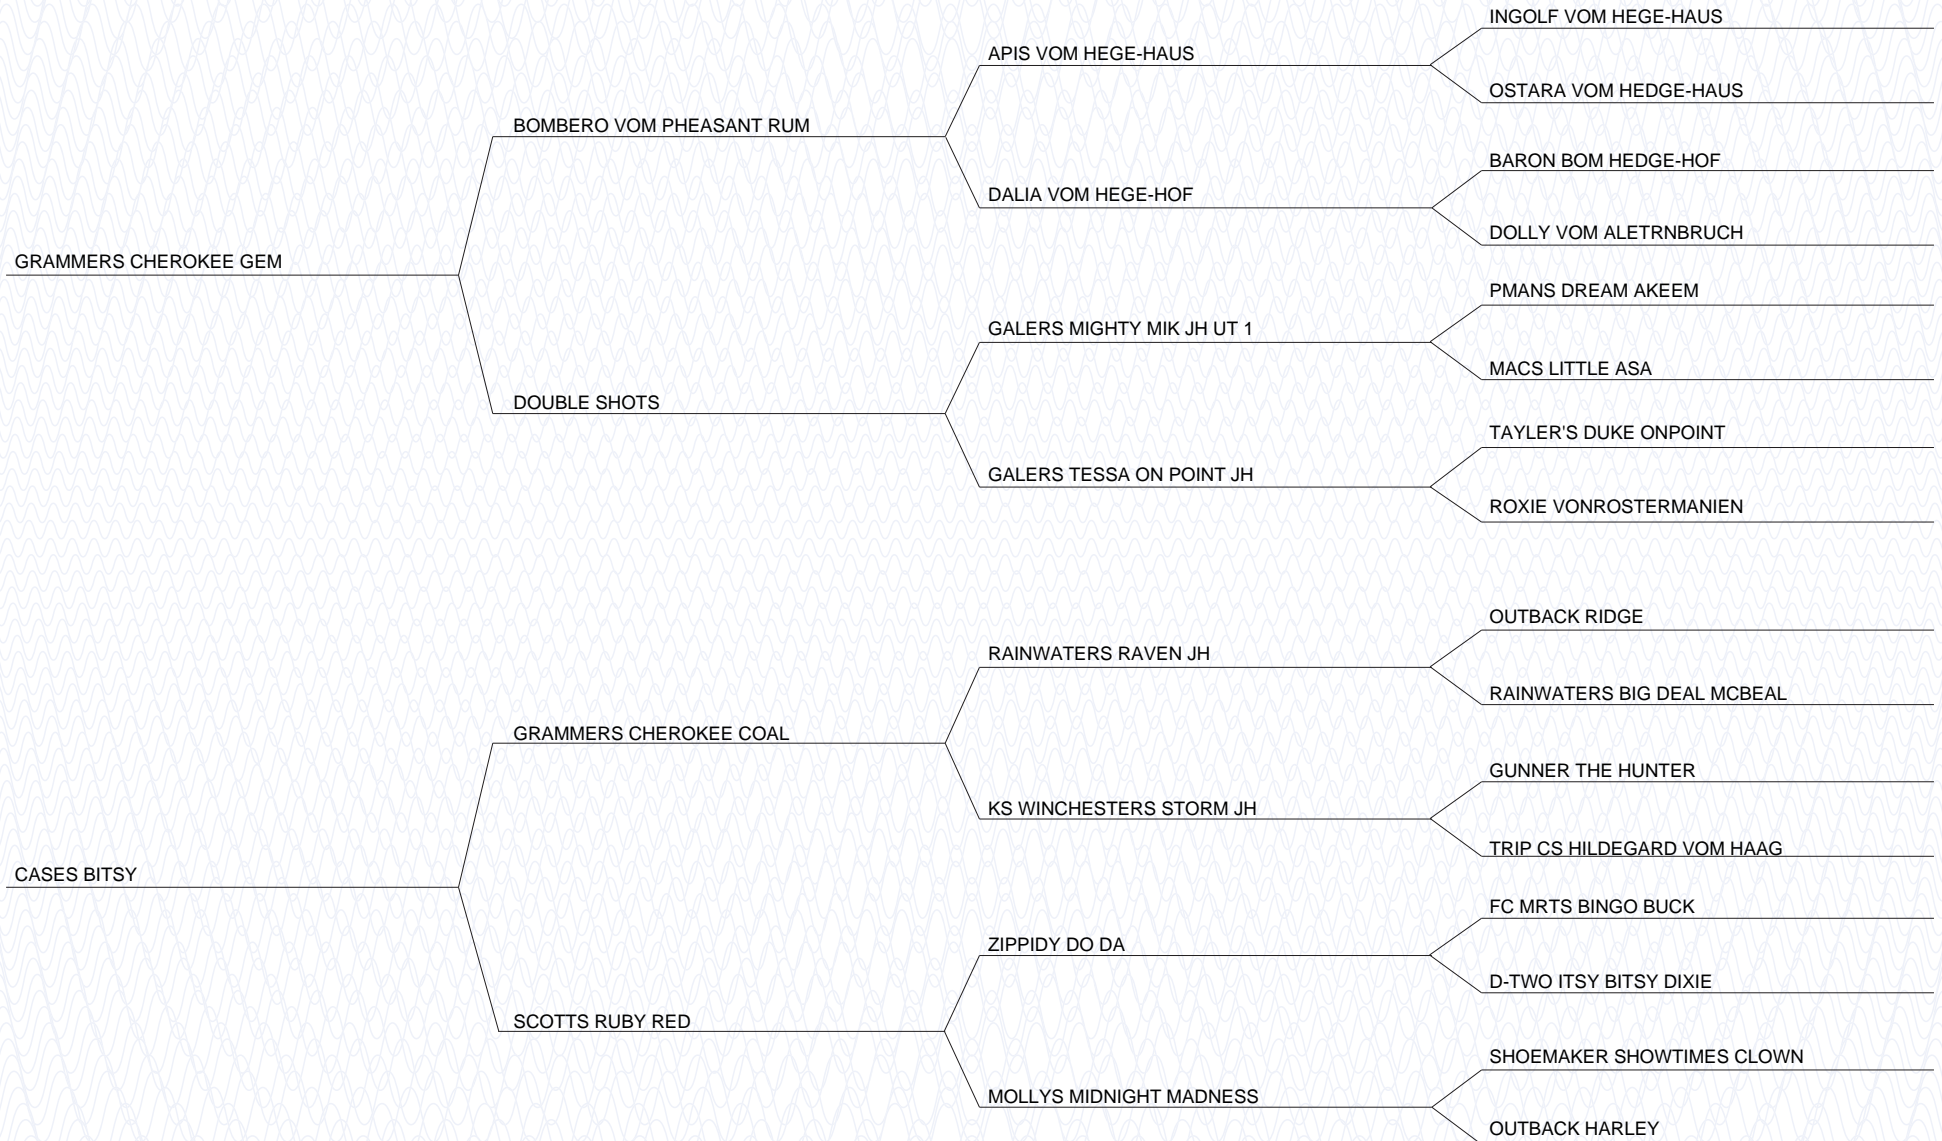 INGOLF VOM HEGE-HAUS
APIS VOM HEGE-HAUS
OSTARA VOM HEDGE-HAUS
BOMBERO VOM PHEASANT RUM
BARON BOM HEDGE-HOF
DALIA VOM HEGE-HOF
DOLLY VOM ALETRNBRUCH
GRAMMERS CHEROKEE GEM
PMANS DREAM AKEEM
GALERS MIGHTY MIK JH UT 1
MACS LITTLE ASA
DOUBLE SHOTS
TAYLER'S DUKE ONPOINT
GALERS TESSA ON POINT JH
ROXIE VONROSTERMANIEN
OUTBACK RIDGE
RAINWATERS RAVEN JH
RAINWATERS BIG DEAL MCBEAL
GRAMMERS CHEROKEE COAL
GUNNER THE HUNTER
KS WINCHESTERS STORM JH
TRIP CS HILDEGARD VOM HAAG
CASES BITSY
FC MRTS BINGO BUCK
ZIPPIDY DO DA
D-TWO ITSY BITSY DIXIE
SCOTTS RUBY RED
SHOEMAKER SHOWTIMES CLOWN
MOLLYS MIDNIGHT MADNESS
OUTBACK HARLEY